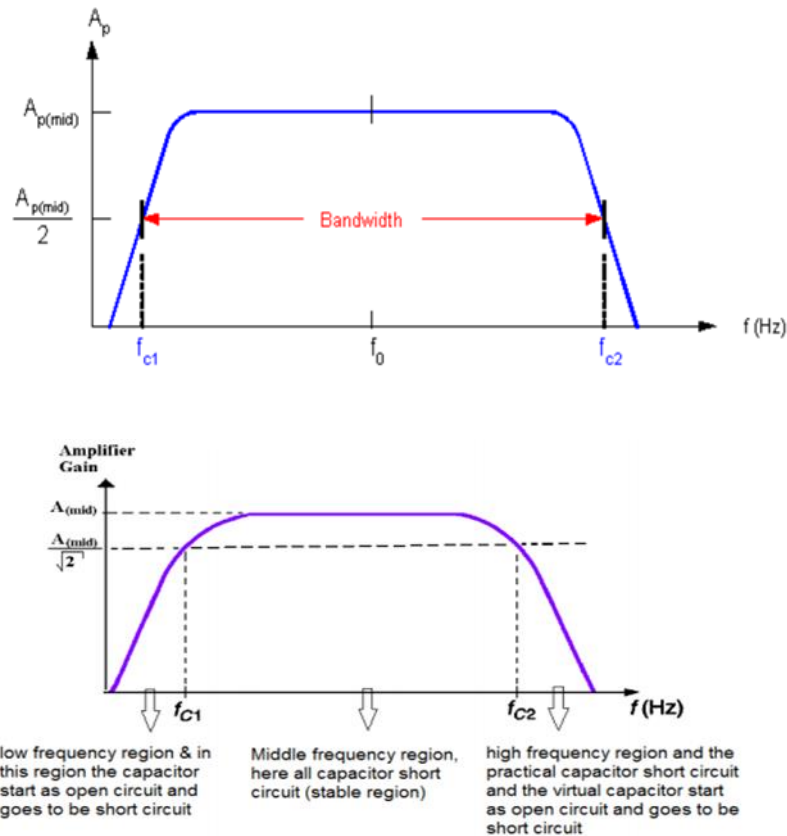 A_p
A_p(mid)
A_p(mid)
2
Bandwidth
f (Hz)
f_c1
f_0
f_c2
Amplifier
Gain
A(mid)
A(mid)
√2
f_C1
f_C2
f (Hz)
low frequency region & in
this region the capacitor
start as open circuit and
goes to be short circuit
Middle frequency region,
here all capacitor short
circuit (stable region)
high frequency region and the
practical capacitor short circuit
and the virtual capacitor start
as open circuit and goes to be
short circuit